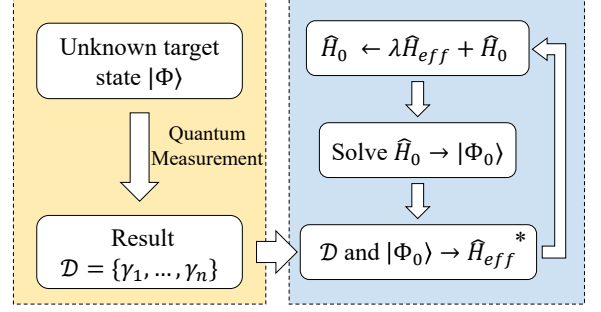 Unknown target
state |Φ⟩
Quantum
Measurement
Result
𝒟 = {γ₁, …, γₙ}
Ĥ₀ ← λĤ_eff + Ĥ₀
Solve Ĥ₀ → |Φ₀⟩
𝒟 and |Φ₀⟩ → Ĥ_eff *